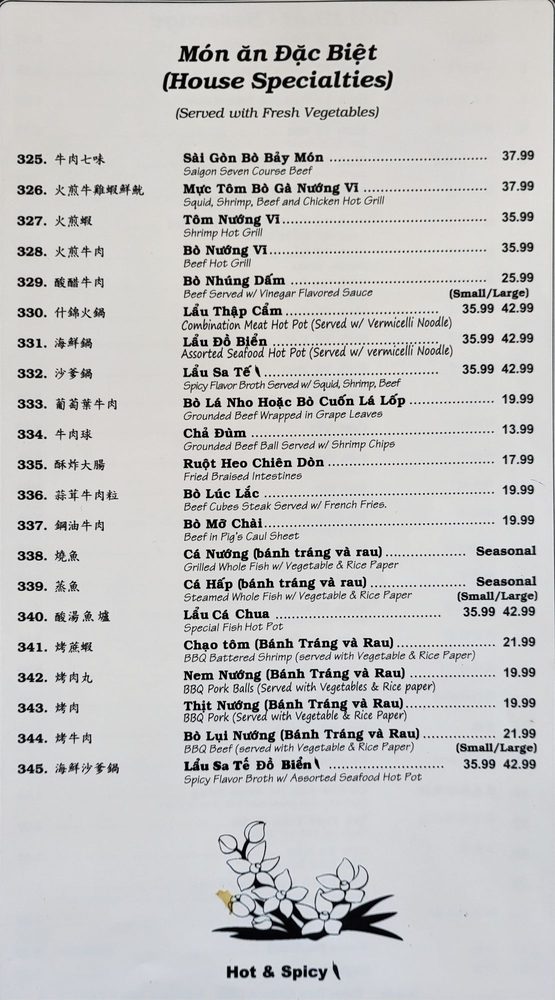 Món ăn Đặc Biệt
(House Specialties)
(Served with Fresh Vegetables)
325. 牛肉七味 Sài Gòn Bò Bảy Món 37.99
Saigon Seven Course Beef
326. 火煎牛雞蝦鮮魷 Mực Tôm Bò Gà Nướng Vĩ 37.99
Squid, Shrimp, Beef and Chicken Hot Grill
327. 火煎蝦 Tôm Nướng Vĩ 35.99
Shrimp Hot Grill
328. 火煎牛肉 Bò Nướng Vĩ 35.99
Beef Hot Grill
329. 酸醋牛肉 Bò Nhúng Dấm 25.99
Beef Served w/ Vinegar Flavored Sauce (Small/Large)
330. 什錦火鍋 Lẩu Thập Cẩm 35.99 42.99
Combination Meat Hot Pot (Served w/ Vermicelli Noodle)
331. 海鮮鍋 Lẩu Đồ Biển 35.99 42.99
Assorted Seafood Hot Pot (Served w/ vermicelli Noodle)
332. 沙爹鍋 Lẩu Sa Tế 35.99 42.99
Spicy Flavor Broth Served w/ Squid, Shrimp, Beef
333. 葡萄葉牛肉 Bò Lá Nho Hoặc Bò Cuốn Lá Lốp 19.99
Grounded Beef Wrapped in Grape Leaves
334. 牛肉球 Chả Đùm 13.99
Grounded Beef Ball Served w/ Shrimp Chips
335. 酥炸大腸 Ruột Heo Chiên Dòn 17.99
Fried Braised Intestines
336. 蒜茸牛肉粒 Bò Lúc Lắc 19.99
Beef Cubes Steak Served w/ French Fries.
337. 鋼油牛肉 Bò Mỡ Chài 19.99
Beef in Pig's Caul Sheet
338. 燒魚 Cá Nướng (bánh tráng và rau) Seasonal
Grilled Whole Fish w/ Vegetable & Rice Paper
339. 蒸魚 Cá Hấp (bánh tráng và rau) Seasonal
Steamed Whole Fish w/ Vegetable & Rice Paper (Small/Large)
340. 酸湯魚爐 Lẩu Cá Chua 35.99 42.99
Special Fish Hot Pot
341. 烤蔗蝦 Chạo tôm (Bánh Tráng và Rau) 21.99
BBQ Battered Shrimp (served with Vegetable & Rice Paper)
342. 烤肉丸 Nem Nướng (Bánh Tráng và Rau) 19.99
BBQ Pork Balls (Served with Vegetables & Rice paper)
343. 烤肉 Thịt Nướng (Bánh Tráng và Rau) 19.99
BBQ Pork (Served with Vegetable & Rice Paper)
344. 烤牛肉 Bò Lụi Nướng (Bánh Tráng và Rau) 21.99
BBQ Beef (served with Vegetable & Rice Paper) (Small/Large)
345. 海鮮沙爹鍋 Lẩu Sa Tế Đồ Biển 35.99 42.99
Spicy Flavor Broth w/ Assorted Seafood Hot Pot
Hot & Spicy